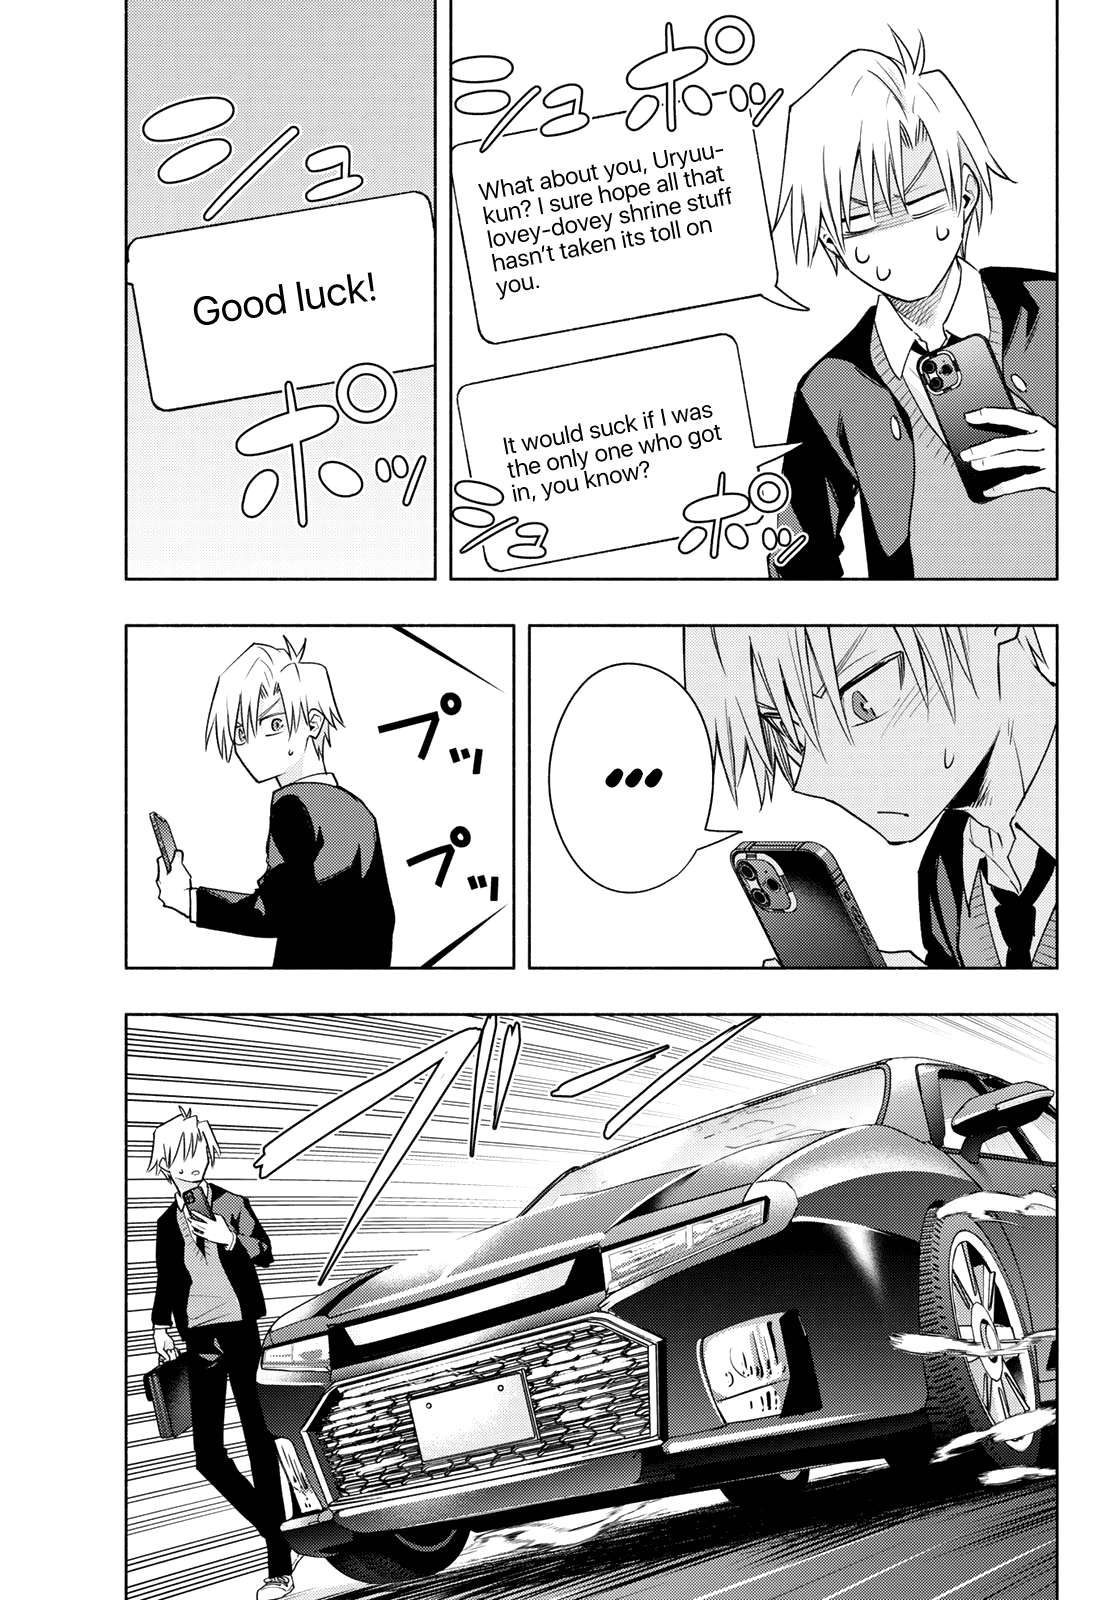 シュポッ
What about you, Uryuu-
kun? I sure hope all that
lovey-dovey shrine stuff
hasn't taken its toll on
you.
It would suck if I was
the only one who got
in, you know?
シュポッ
シュ
Good luck!
ポッ
...
プッ
プッ